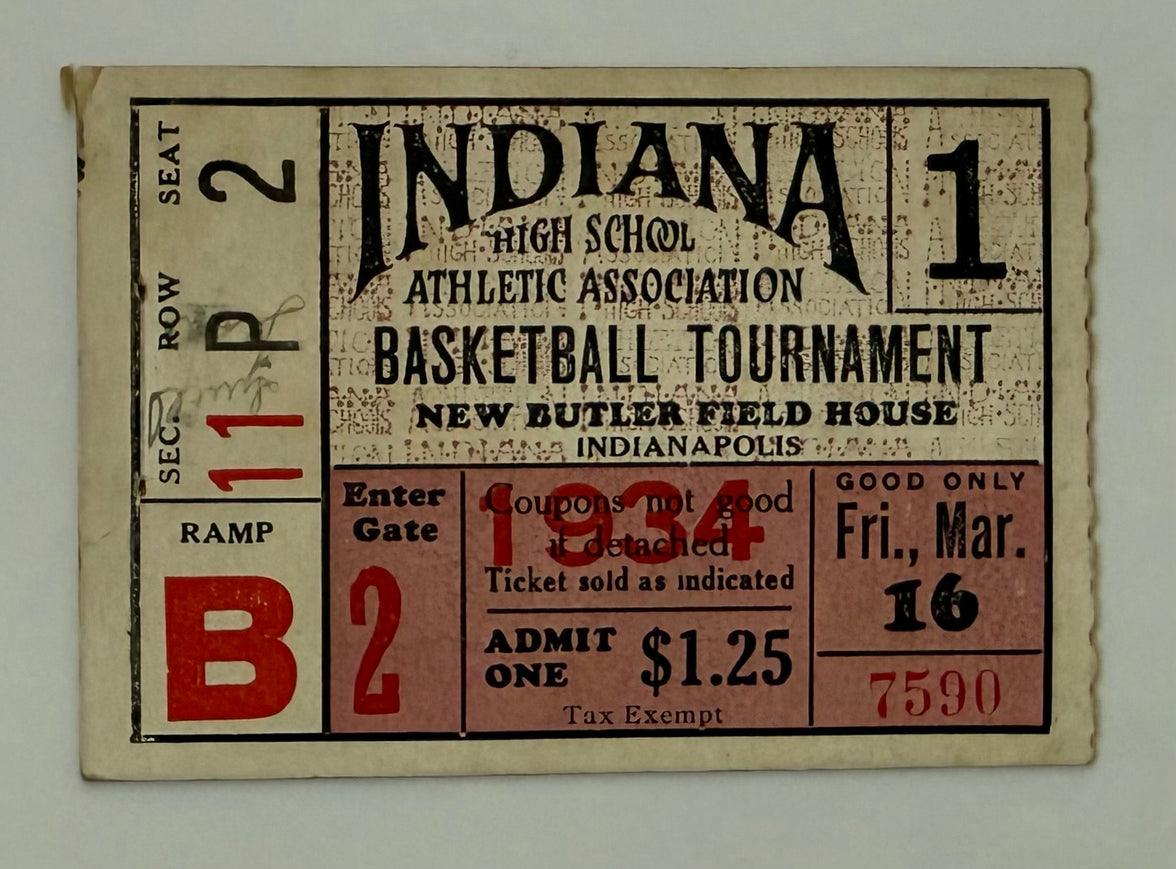 SEC. 11 ROW P SEAT 2
RAMP
B
INDIANA
HIGH SCHOOL
ATHLETIC ASSOCIATION
1
BASKETBALL TOURNAMENT
NEW BUTLER FIELD HOUSE
INDIANAPOLIS
Enter
Gate
2
1934
Coupons not good
if detached
Ticket sold as indicated
ADMIT
ONE
$1.25
Tax Exempt
GOOD ONLY
Fri., Mar.
16
7590